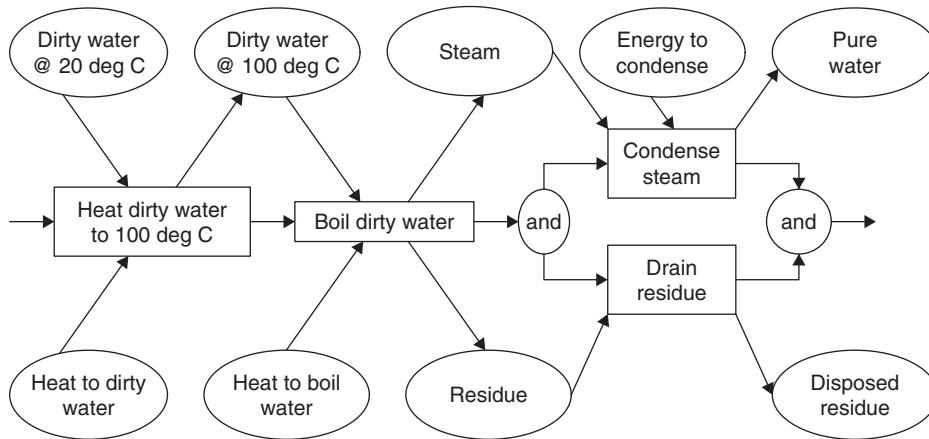 Dirty water
@ 20 deg C
Dirty water
@ 100 deg C
Steam
Energy to
condense
Pure
water
Heat dirty water
to 100 deg C
Boil dirty water
and
Condense
steam
and
Drain
residue
Heat to dirty
water
Heat to boil
water
Residue
Disposed
residue